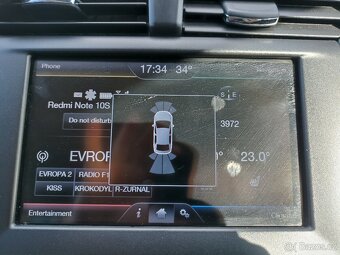 Phone
17:34 34°
Redmi Note 10S
S E
Do not disturb
3972
EVROP
23.0°
EVROPA 2 RADIO F1
KISS KROKODYL R-ZURNAL
Entertainment
i